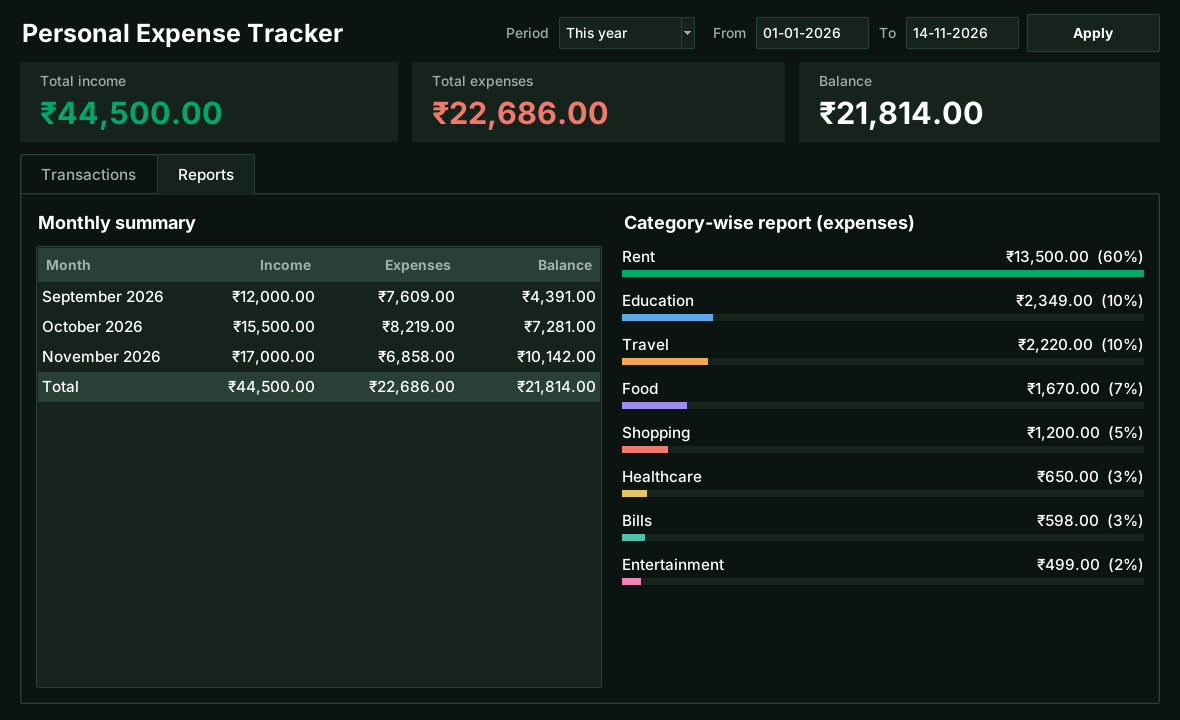 Personal Expense Tracker
Period This year From 01-01-2026 To 14-11-2026 Apply
Total income Total expenses Balance
₹44,500.00 ₹22,686.00 ₹21,814.00
Transactions Reports
Monthly summary
Month Income Expenses Balance
September 2026 ₹12,000.00 ₹7,609.00 ₹4,391.00
October 2026 ₹15,500.00 ₹8,219.00 ₹7,281.00
November 2026 ₹17,000.00 ₹6,858.00 ₹10,142.00
Total ₹44,500.00 ₹22,686.00 ₹21,814.00
Category-wise report (expenses)
Rent ₹13,500.00 (60%)
Education ₹2,349.00 (10%)
Travel ₹2,220.00 (10%)
Food ₹1,670.00 (7%)
Shopping ₹1,200.00 (5%)
Healthcare ₹650.00 (3%)
Bills ₹598.00 (3%)
Entertainment ₹499.00 (2%)